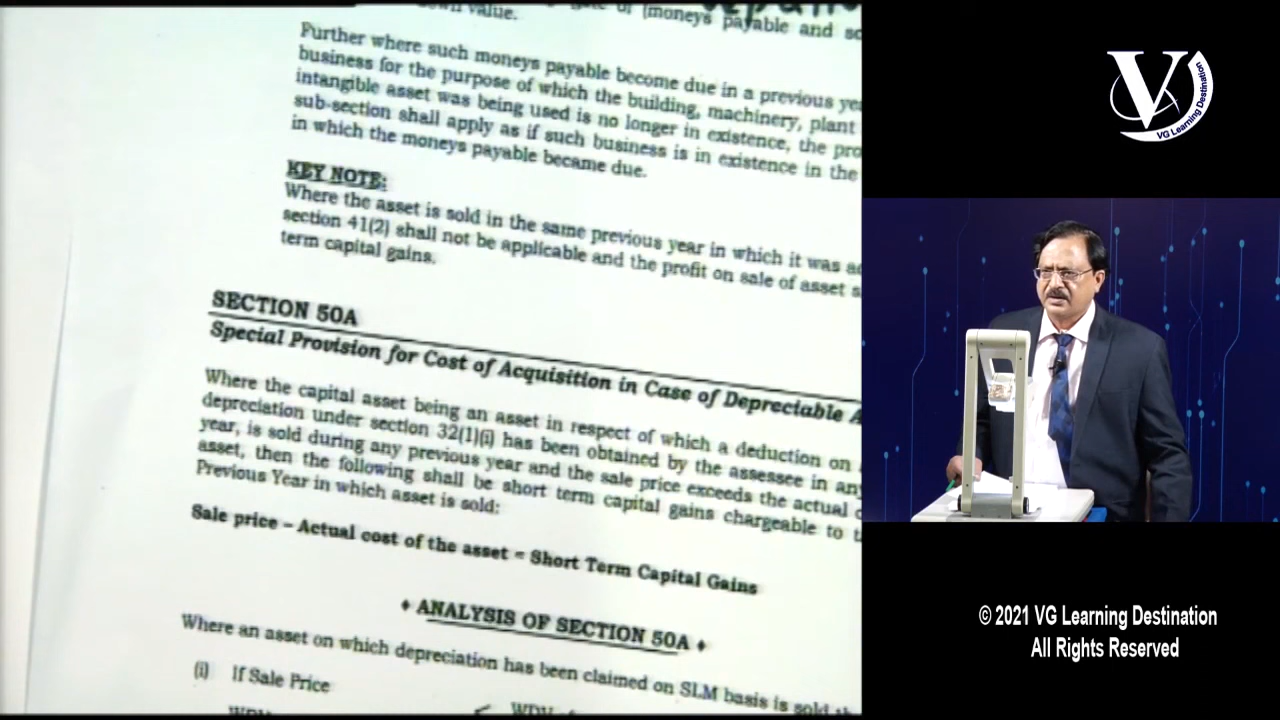 own value.
(moneys payable and
Further where such moneys payable become due in a previous
business for the purpose of which the building, machinery, plant
intangible asset was being used is no longer in existence, the
sub-section shall apply as if such business is in existence in the
in which the moneys payable became due.
KEY NOTE:
Where the asset is sold in the same previous year in which it was
section 41(2) shall not be applicable and the profit on sale of asset
term capital gains.
SECTION 50A
Special Provision for Cost of Acquisition in Case of Depreciable A
Where the capital asset being an asset in respect of which a deduction on
depreciation under section 32(1)(i) has been obtained by the assessee in any
year, is sold during any previous year and the sale price exceeds the actual
asset, then the following shall be short term capital gains chargeable to
Previous Year in which asset is sold:
Sale price – Actual cost of the asset = Short Term Capital Gains
♦ ANALYSIS OF SECTION 50A ♦
Where an asset on which depreciation has been claimed on SLM basis is sold
(i) If Sale Price
WDV < WDV
V
VG Learning Destination
© 2021 VG Learning Destination
All Rights Reserved